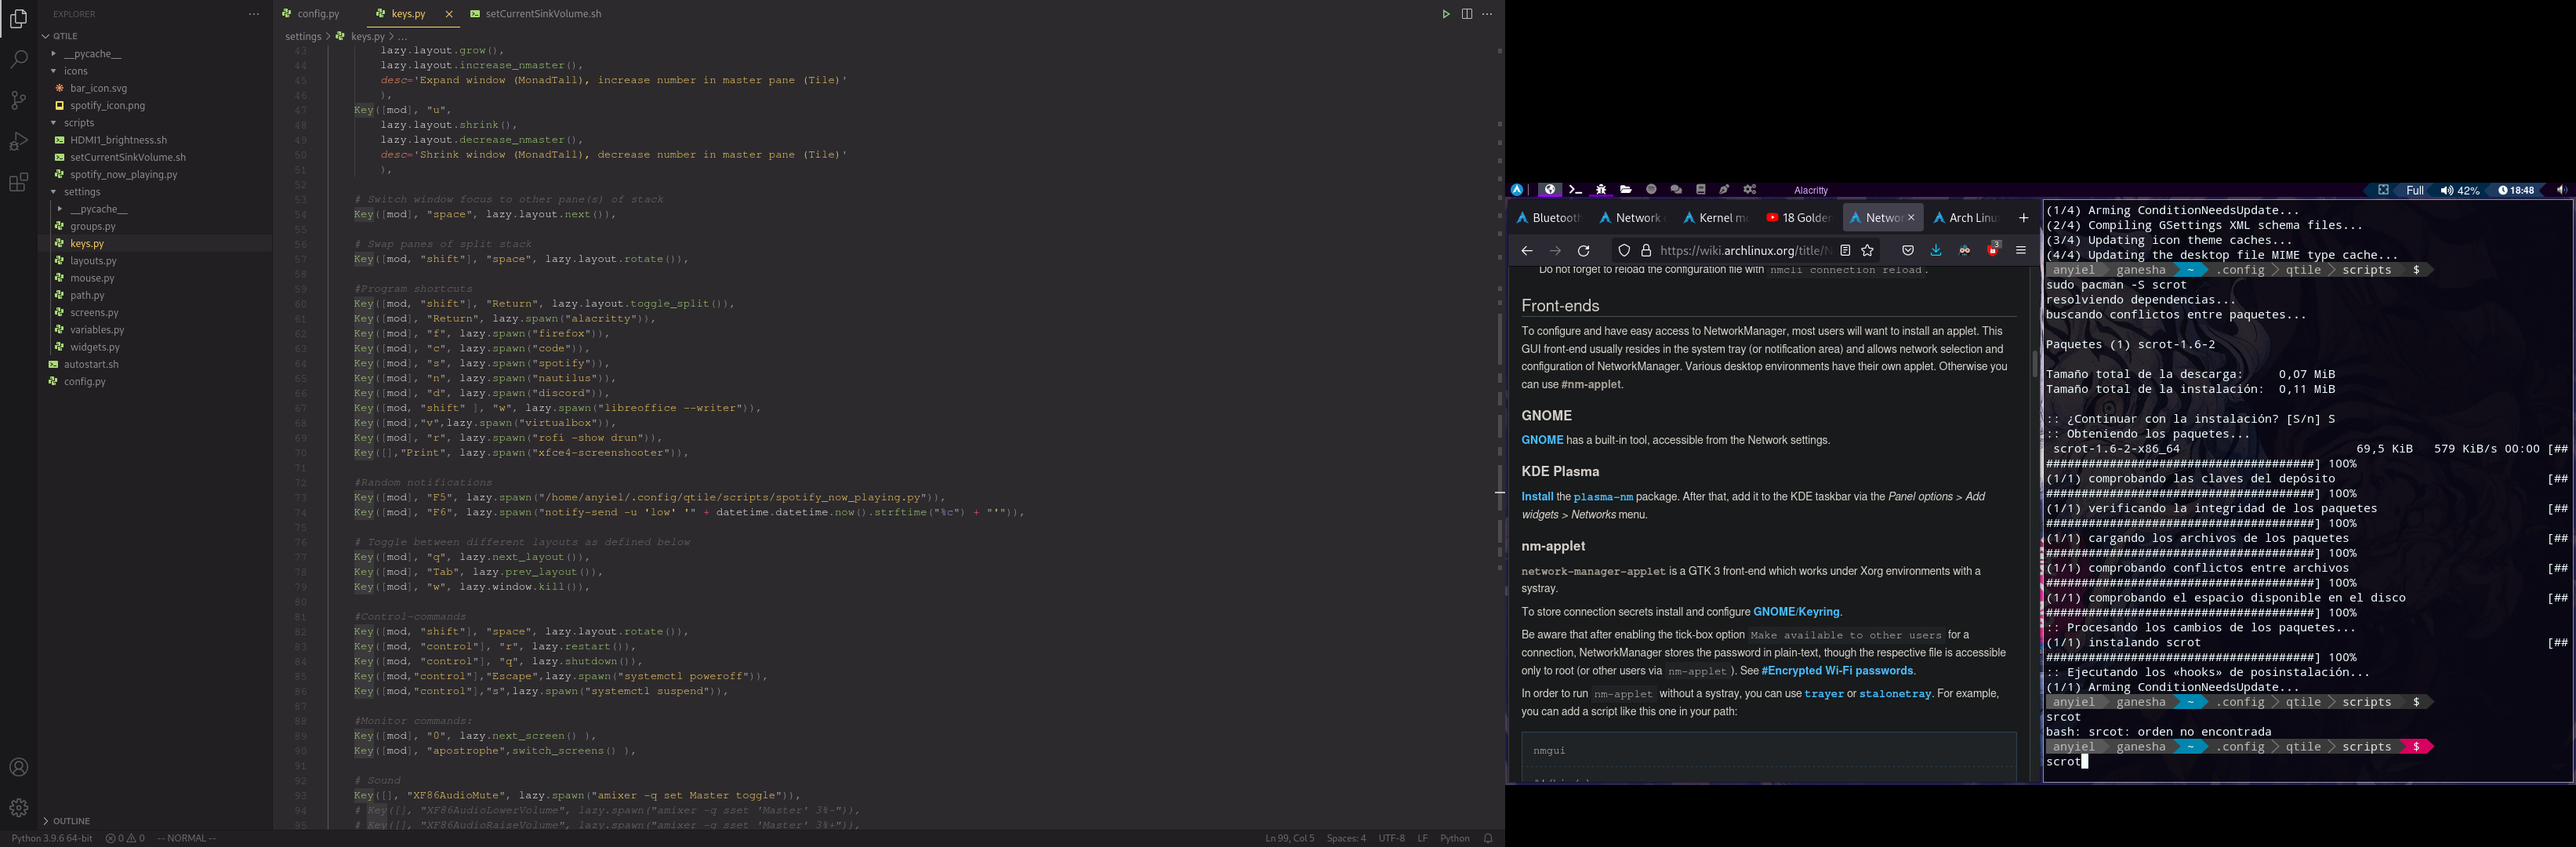 EXPLORER
QTILE
__pycache__
icons
bar_icon.svg
spotify_icon.png
scripts
HDMI1_brightness.sh
setCurrentSinkVolume.sh
spotify_now_playing.py
settings
__pycache__
groups.py
keys.py
layouts.py
mouse.py
path.py
screens.py
variables.py
widgets.py
autostart.sh
config.py
OUTLINE
config.py
keys.py
setCurrentSinkVolume.sh
settings > keys.py > ...
43 lazy.layout.grow(),
44 lazy.layout.increase_nmaster(),
45 desc='Expand window (MonadTall), increase number in master pane (Tile)'
46 ),
47 Key([mod], "u",
48 lazy.layout.shrink(),
49 lazy.layout.decrease_nmaster(),
50 desc='Shrink window (MonadTall), decrease number in master pane (Tile)'
51 ),
52
53 # Switch window focus to other pane(s) of stack
54 Key([mod], "space", lazy.layout.next()),
55
56 # Swap panes of split stack
57 Key([mod, "shift"], "space", lazy.layout.rotate()),
58
59 #Program shortcuts
60 Key([mod, "shift"], "Return", lazy.layout.toggle_split()),
61 Key([mod], "Return", lazy.spawn("alacritty")),
62 Key([mod], "f", lazy.spawn("firefox")),
63 Key([mod], "c", lazy.spawn("code")),
64 Key([mod], "s", lazy.spawn("spotify")),
65 Key([mod], "n", lazy.spawn("nautilus")),
66 Key([mod], "d", lazy.spawn("discord")),
67 Key([mod, "shift" ], "w", lazy.spawn("libreoffice --writer")),
68 Key([mod],"v",lazy.spawn("virtualbox")),
69 Key([mod], "r", lazy.spawn("rofi -show drun")),
70 Key([],"Print", lazy.spawn("xfce4-screenshooter")),
71
72 #Random notifications
73 Key([mod], "F5", lazy.spawn("/home/anyiel/.config/qtile/scripts/spotify_now_playing.py")),
74 Key([mod], "F6", lazy.spawn("notify-send -u 'low' '" + datetime.datetime.now().strftime("%c") + "'")),
75
76 # Toggle between different layouts as defined below
77 Key([mod], "q", lazy.next_layout()),
78 Key([mod], "Tab", lazy.prev_layout()),
79 Key([mod], "w", lazy.window.kill()),
80
81 #Control-commands
82 Key([mod, "shift"], "space", lazy.layout.rotate()),
83 Key([mod, "control"], "r", lazy.restart()),
84 Key([mod, "control"], "q", lazy.shutdown()),
85 Key([mod,"control"],"Escape",lazy.spawn("systemctl poweroff")),
86 Key([mod,"control"],"s",lazy.spawn("systemctl suspend")),
87
88 #Monitor commands:
89 Key([mod], "0", lazy.next_screen() ),
90 Key([mod], "apostrophe",switch_screens() ),
91
92 # Sound
93 Key([], "XF86AudioMute", lazy.spawn("amixer -q set Master toggle")),
94 # Key([], "XF86AudioLowerVolume", lazy.spawn("amixer -q sset 'Master' 3%-")),
95 # Key([], "XF86AudioRaiseVolume", lazy.spawn("amixer -q sset 'Master' 3%+")),
Python 3.9.6 64-bit 0 0 -- NORMAL --
Ln 99, Col 5 Spaces: 4 UTF-8 LF Python
Alacritty
Full 42% 18:48
Bluetooth Network Kernel mo 18 Golden Networ Arch Linu
https://wiki.archlinux.org/title/N
3
Do not forget to reload the configuration file with nmcli connection reload.
Front-ends
To configure and have easy access to NetworkManager, most users will want to install an applet. This
GUI front-end usually resides in the system tray (or notification area) and allows network selection and
configuration of NetworkManager. Various desktop environments have their own applet. Otherwise you
can use #nm-applet.
GNOME
GNOME has a built-in tool, accessible from the Network settings.
KDE Plasma
Install the plasma-nm package. After that, add it to the KDE taskbar via the Panel options > Add
widgets > Networks menu.
nm-applet
network-manager-applet is a GTK 3 front-end which works under Xorg environments with a
systray.
To store connection secrets install and configure GNOME/Keyring.
Be aware that after enabling the tick-box option Make available to other users for a
connection, NetworkManager stores the password in plain-text, though the respective file is accessible
only to root (or other users via nm-applet ). See #Encrypted Wi-Fi passwords.
In order to run nm-applet without a systray, you can use trayer or stalonetray. For example,
you can add a script like this one in your path:
nmgui
(1/4) Arming ConditionNeedsUpdate...
(2/4) Compiling GSettings XML schema files...
(3/4) Updating icon theme caches...
(4/4) Updating the desktop file MIME type cache...
anyiel ganesha ~ .config qtile scripts $
sudo pacman -S scrot
resolviendo dependencias...
buscando conflictos entre paquetes...
Paquetes (1) scrot-1.6-2
Tamaño total de la descarga: 0,07 MiB
Tamaño total de la instalación: 0,11 MiB
:: ¿Continuar con la instalación? [S/n] S
:: Obteniendo los paquetes...
scrot-1.6-2-x86_64 69,5 KiB 579 KiB/s 00:00 [##
######################################] 100%
(1/1) comprobando las claves del depósito [##
######################################] 100%
(1/1) verificando la integridad de los paquetes [##
######################################] 100%
(1/1) cargando los archivos de los paquetes [##
######################################] 100%
(1/1) comprobando conflictos entre archivos [##
######################################] 100%
(1/1) comprobando el espacio disponible en el disco [##
######################################] 100%
:: Procesando los cambios de los paquetes...
(1/1) instalando scrot [##
######################################] 100%
:: Ejecutando los «hooks» de posinstalación...
(1/1) Arming ConditionNeedsUpdate...
anyiel ganesha ~ .config qtile scripts $
srcot
bash: srcot: orden no encontrada
anyiel ganesha ~ .config qtile scripts $
scrot